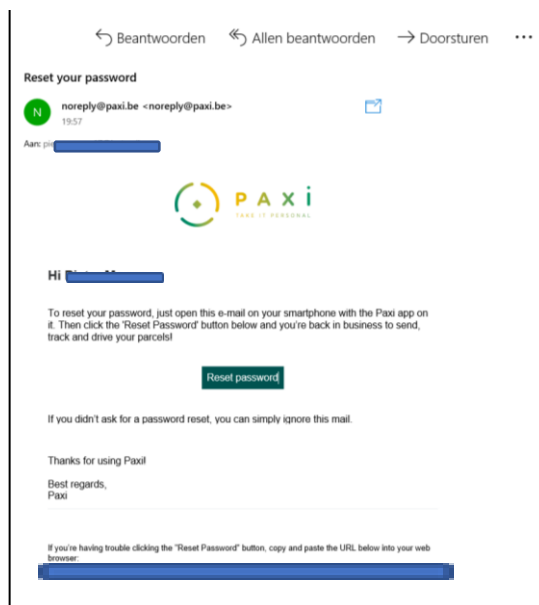 Beantwoorden Allen beantwoorden Doorsturen ...
Reset your password
N
noreply@paxi.be <noreply@paxi.be>
19:57
Aan: pie
PAXI
TAKE IT PERSONAL
Hi
To reset your password, just open this e-mail on your smartphone with the Paxi app on
it. Then click the 'Reset Password' button below and you're back in business to send,
track and drive your parcels!
Reset password
If you didn't ask for a password reset, you can simply ignore this mail.
Thanks for using Paxi!
Best regards,
Paxi
If you're having trouble clicking the "Reset Password" button, copy and paste the URL below into your web
browser: